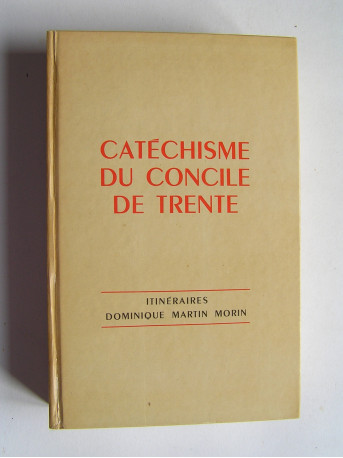 CATÉCHISME
DU CONCILE
DE TRENTE
ITINÉRAIRES
DOMINIQUE MARTIN MORIN